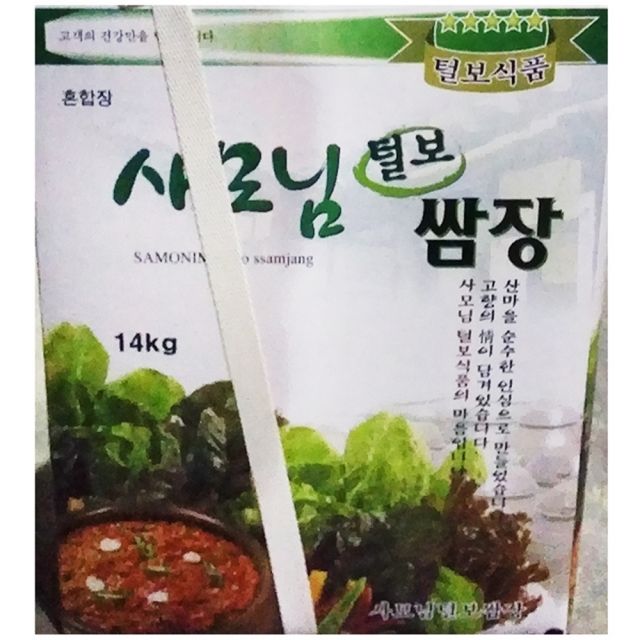 고객의 건강만을
털보식품
혼합장
사모님 털보
쌈장
SAMONIM ssamjang
산마을 순수한 인심으로 만들었습니다
고향의 情이 담겨있습니다
사모님 털보식품의 마음입니다
14kg
사모님털보쌈장